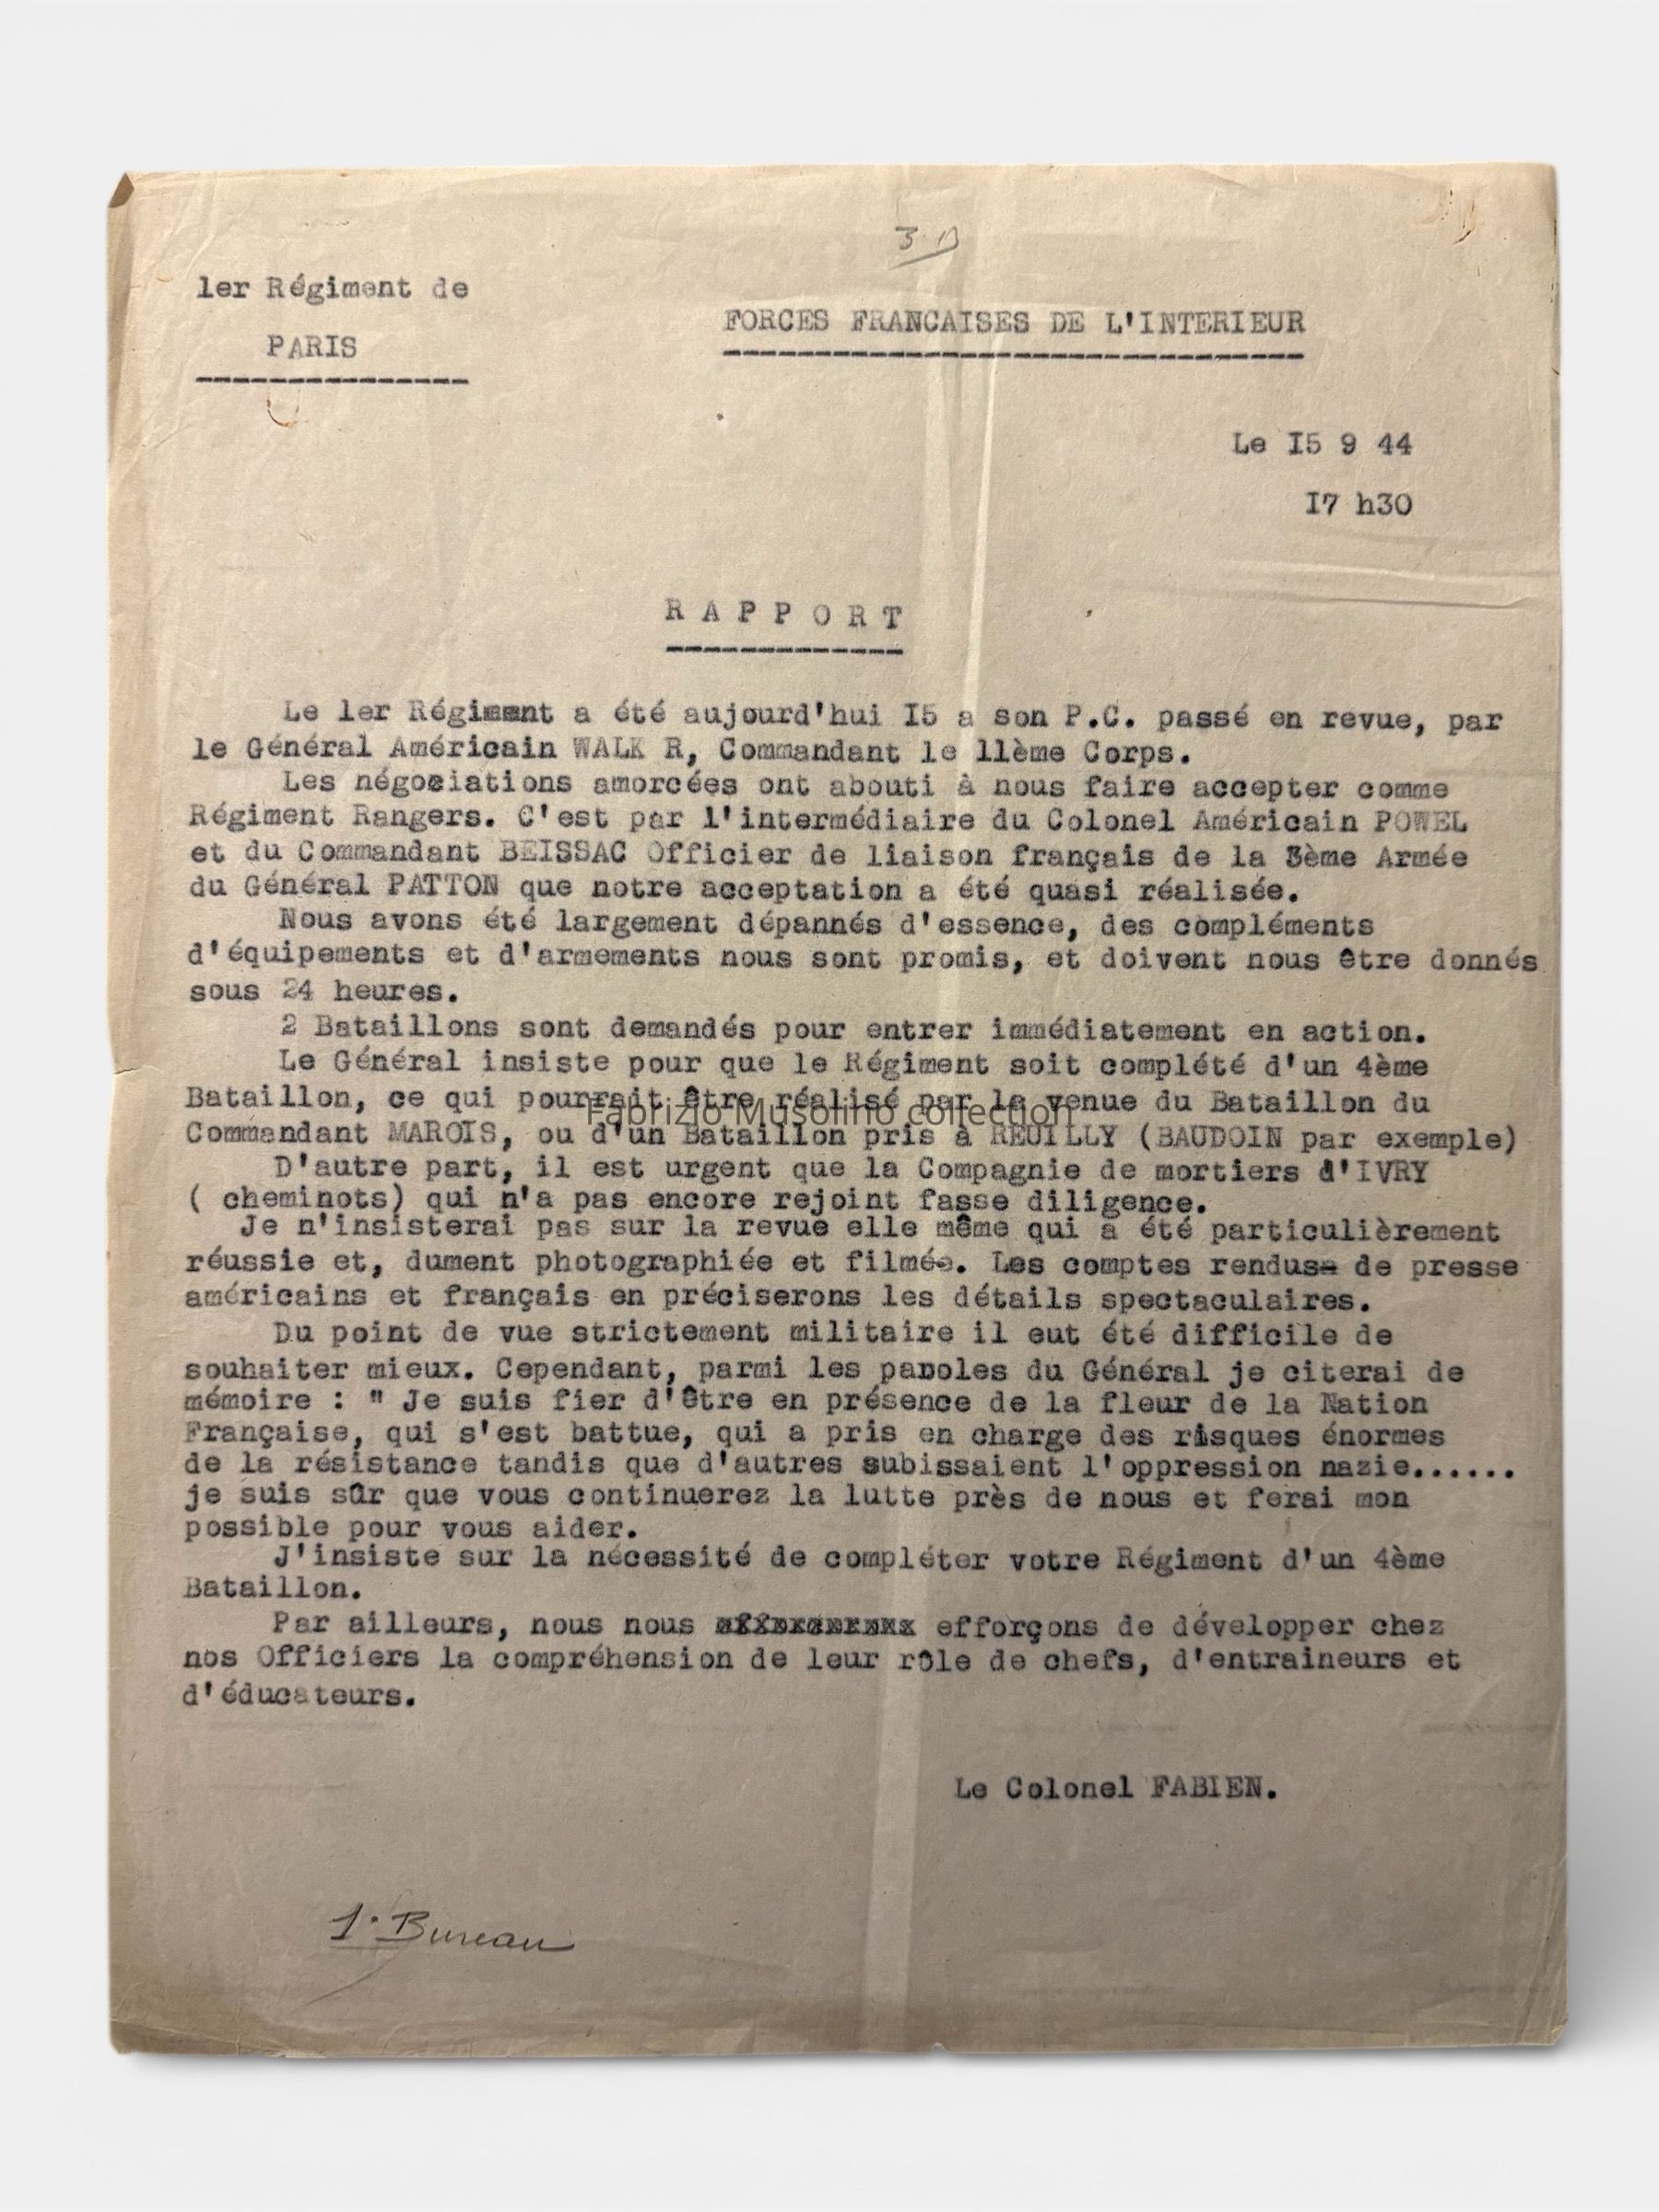 3 B
1er Régiment de
FORCES FRANCAISES DE L'INTERIEUR
PARIS
Le I5 9 44
I7 h30
R A P P O R T
Le 1er Régiment a été aujourd'hui I5 a son P.C. passé en revue, par
le Général Américain WALK R, Commandant le 11ème Corps.
Les négociations amorcées ont abouti à nous faire accepter comme
Régiment Rangers. C'est par l'intermédiaire du Colonel Américain POWEL
et du Commandant BEISSAC Officier de liaison français de la 3ème Armée
du Général PATTON que notre acceptation a été quasi réalisée.
Nous avons été largement dépannés d'essence, des compléments
d'équipements et d'armements nous sont promis, et doivent nous être donnés
sous 24 heures.
2 Bataillons sont demandés pour entrer immédiatement en action.
Le Général insiste pour que le Régiment soit complété d'un 4ème
Bataillon, ce qui pourrait être réalisé par la venue du Bataillon du
Fabrizio Musolino collection
Commandant MAROIS, ou d'un Bataillon pris à REUILLY (BAUDOIN par exemple)
D'autre part, il est urgent que la Compagnie de mortiers d'IVRY
( cheminots) qui n'a pas encore rejoint fasse diligence.
Je n'insisterai pas sur la revue elle même qui a été particulièrement
réussie et, dument photographiée et filmée. Les comptes rendus de presse
américains et français en préciserons les détails spectaculaires.
Du point de vue strictement militaire il eut été difficile de
souhaiter mieux. Cependant, parmi les paroles du Général je citerai de
mémoire : " Je suis fier d'être en présence de la fleur de la Nation
Française, qui s'est battue, qui a pris en charge des risques énormes
de la résistance tandis que d'autres subissaient l'oppression nazie......
je suis sûr que vous continuerez la lutte près de nous et ferai mon
possible pour vous aider.
J'insiste sur la nécessité de compléter votre Régiment d'un 4ème
Bataillon.
Par ailleurs, nous nous efforçons de développer chez
nos Officiers la compréhension de leur rôle de chefs, d'entraineurs et
d'éducateurs.
Le Colonel FABIEN.
1º Bureau